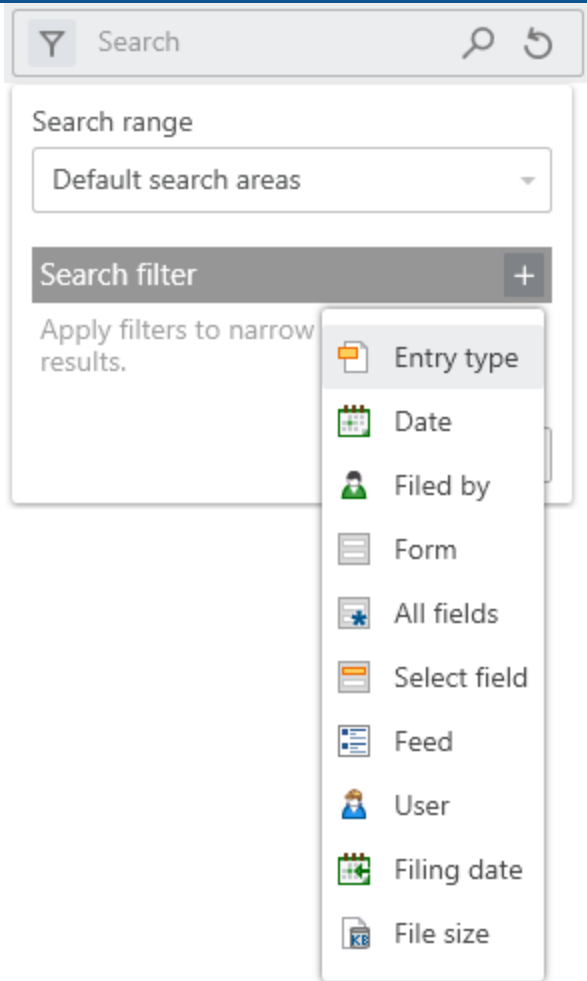 Search
Search range
Default search areas
Search filter
+
Apply filters to narrow
results.
Entry type
Date
Filed by
Form
All fields
Select field
Feed
User
Filing date
KB
File size